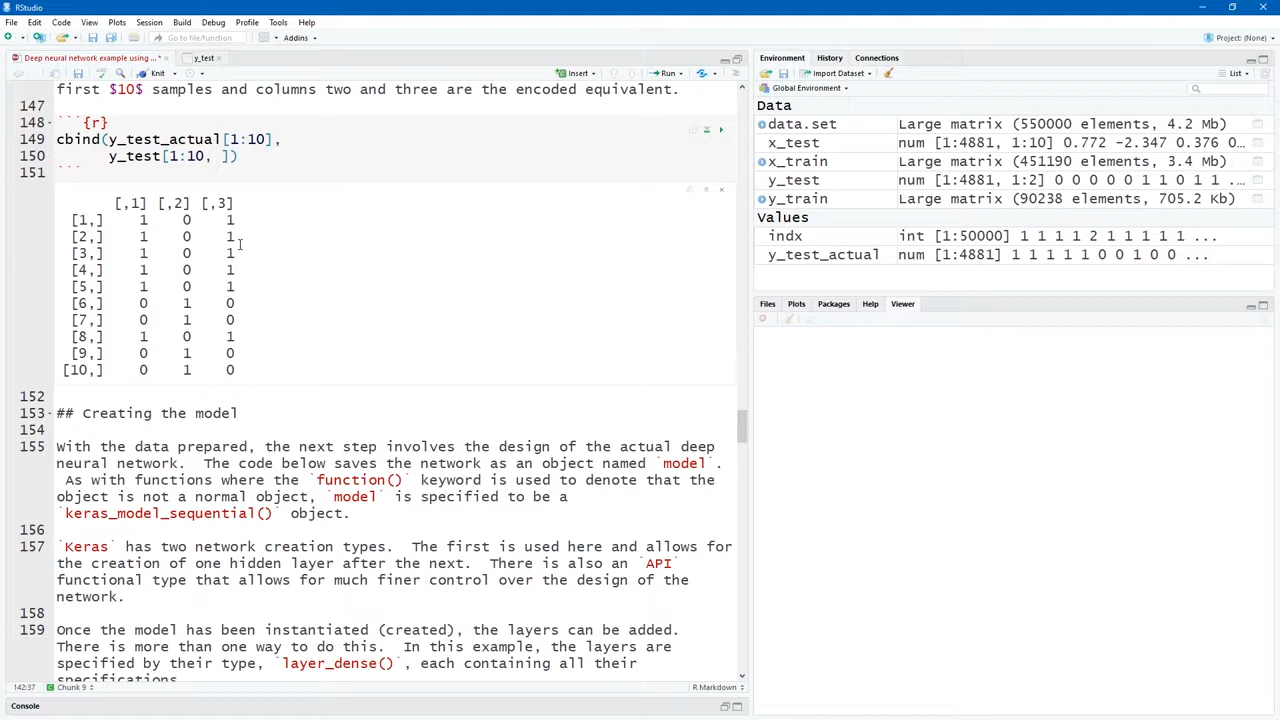 RStudio
File Edit Code View Plots Session Build Debug Profile Tools Help
Go to file/function Addins Project: (None)
Deep neural network example using ...* y_test
Knit Insert Run
first $10$ samples and columns two and three are the encoded equivalent.
147
148 ```{r}
149 cbind(y_test_actual[1:10],
150 y_test[1:10, ])
151 ```
[,1] [,2] [,3]
[1,] 1 0 1
[2,] 1 0 1
[3,] 1 0 1
[4,] 1 0 1
[5,] 1 0 1
[6,] 0 1 0
[7,] 0 1 0
[8,] 1 0 1
[9,] 0 1 0
[10,] 0 1 0
152
153 ## Creating the model
154
155 With the data prepared, the next step involves the design of the actual deep
neural network. The code below saves the network as an object named `model`.
As with functions where the `function()` keyword is used to denote that the
object is not a normal object, `model` is specified to be a
`keras_model_sequential()` object.
156
157 `Keras` has two network creation types. The first is used here and allows for
the creation of one hidden layer after the next. There is also an `API`
functional type that allows for much finer control over the design of the
network.
158
159 Once the model has been instantiated (created), the layers can be added.
There is more than one way to do this. In this example, the layers are
specified by their type, `layer_dense()`, each containing all their
specifications
142:37 Chunk 9 R Markdown
Console
Environment History Connections
Import Dataset List
Global Environment
Data
data.set Large matrix (550000 elements, 4.2 Mb)
x_test num [1:4881, 1:10] 0.772 -2.347 0.376 0…
x_train Large matrix (451190 elements, 3.4 Mb)
y_test num [1:4881, 1:2] 0 0 0 0 0 1 1 0 1 1 …
y_train Large matrix (90238 elements, 705.2 Kb)
Values
indx int [1:50000] 1 1 1 1 2 1 1 1 1 1 ...
y_test_actual num [1:4881] 1 1 1 1 1 0 0 1 0 0 ...
Files Plots Packages Help Viewer